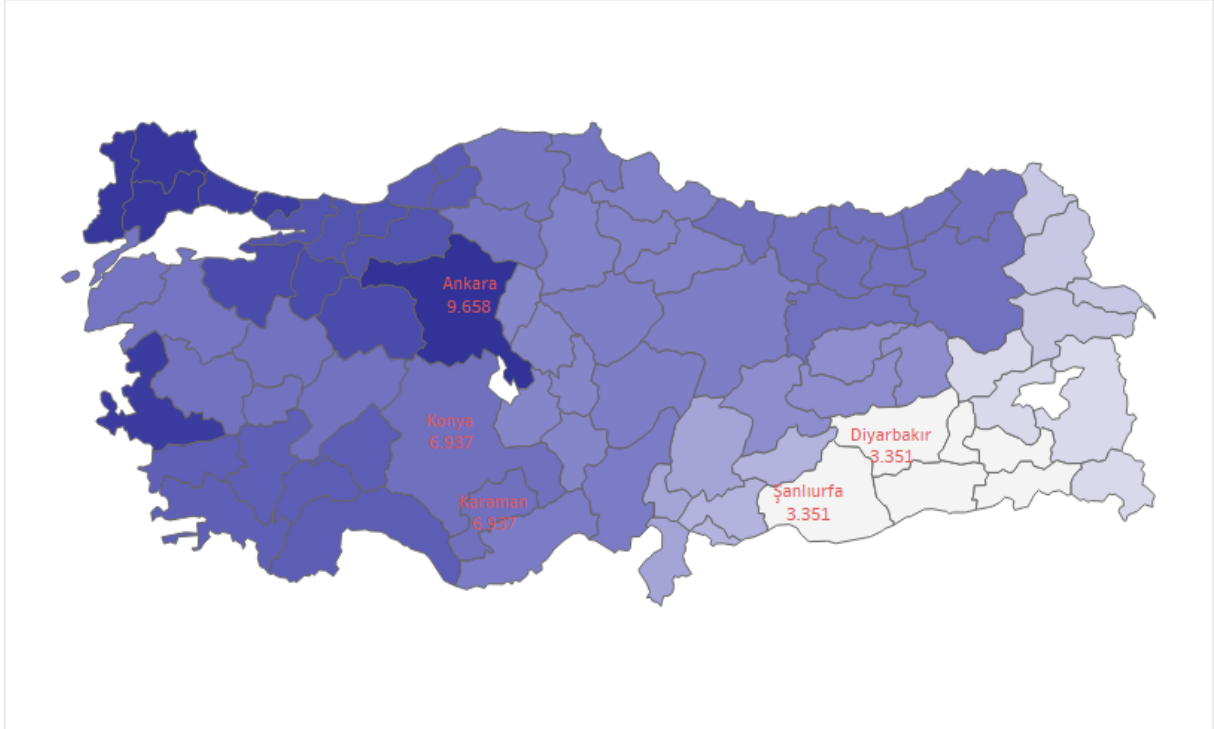 Ankara
9.658
Konya
6.937
Karaman
6.937
Diyarbakır
3.351
Şanlıurfa
3.351